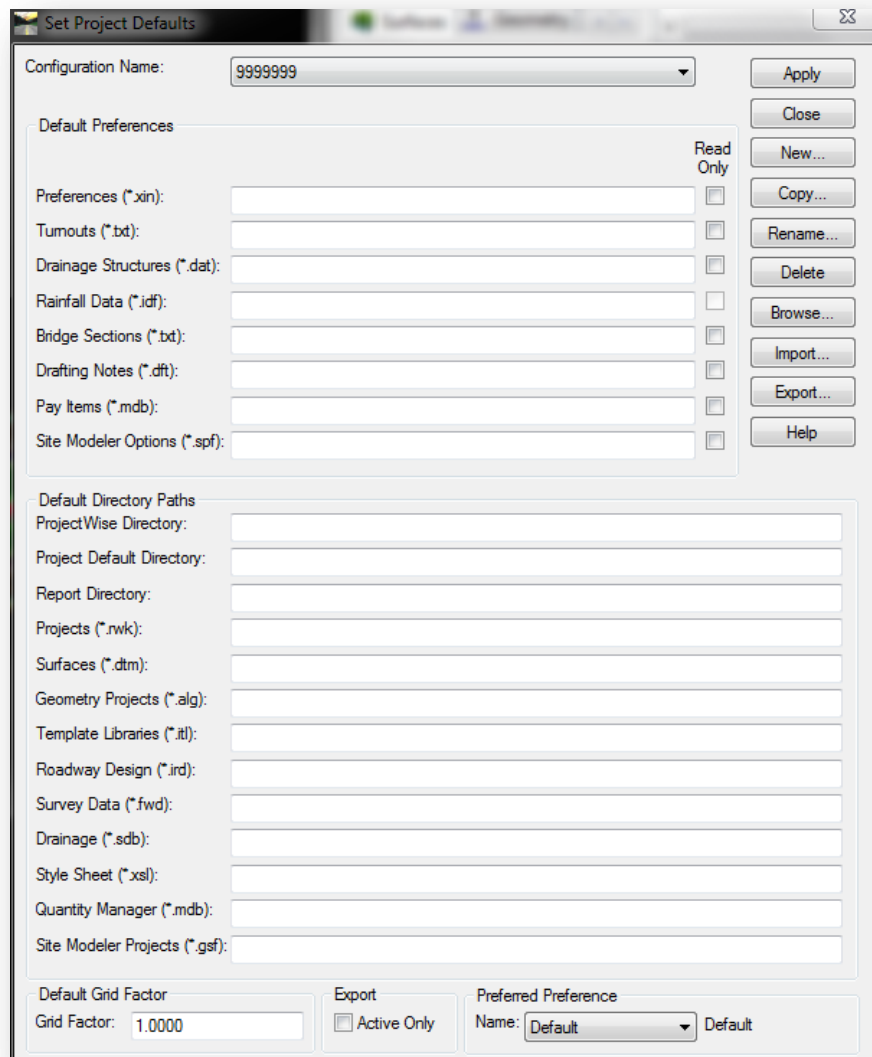 Set Project Defaults
Configuration Name:
9999999
Apply
Close
New...
Copy...
Rename...
Delete
Browse...
Import...
Export...
Help
Default Preferences
Read
Only
Preferences (*.xin):
Turnouts (*.txt):
Drainage Structures (*.dat):
Rainfall Data (*.idf):
Bridge Sections (*.txt):
Drafting Notes (*.dft):
Pay Items (*.mdb):
Site Modeler Options (*.spf):
Default Directory Paths
ProjectWise Directory:
Project Default Directory:
Report Directory:
Projects (*.rwk):
Surfaces (*.dtm):
Geometry Projects (*.alg):
Template Libraries (*.itl):
Roadway Design (*.ird):
Survey Data (*.fwd):
Drainage (*.sdb):
Style Sheet (*.xsl):
Quantity Manager (*.mdb):
Site Modeler Projects (*.gsf):
Default Grid Factor
Grid Factor: 1.0000
Export
Active Only
Preferred Preference
Name: Default Default